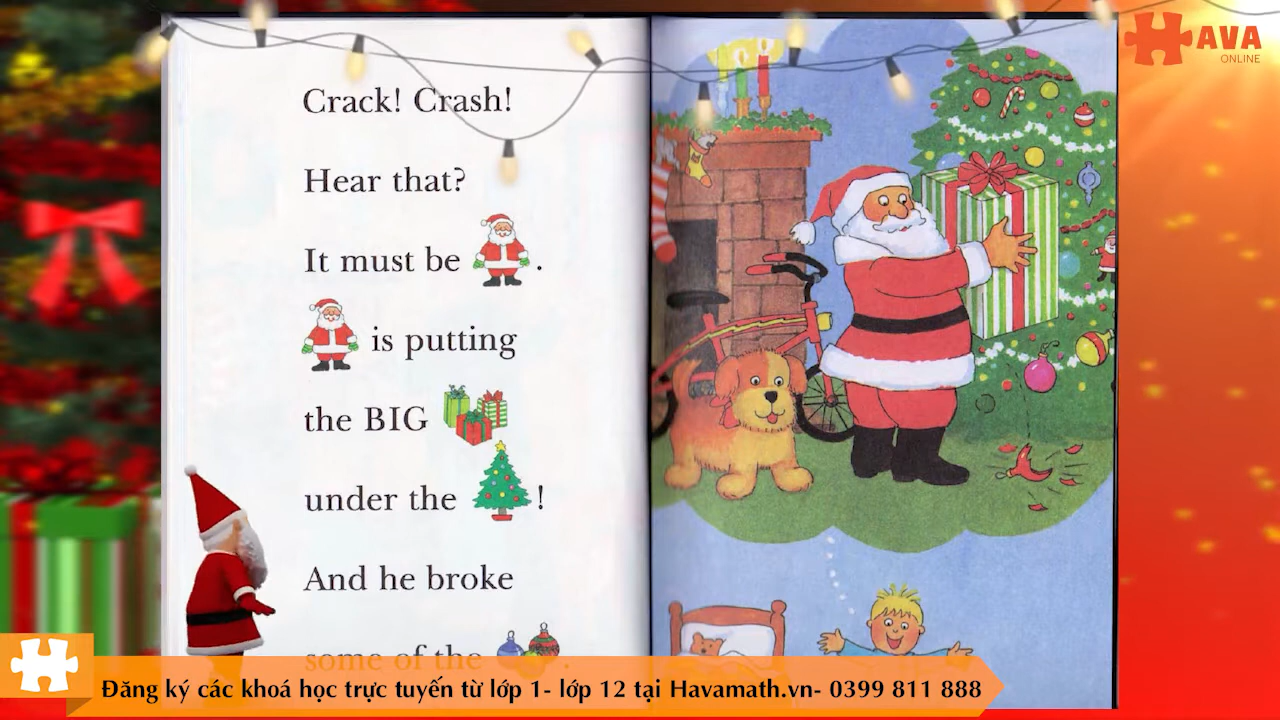 Crack! Crash!
Hear that?
It must be .
is putting
the BIG
under the !
And he broke
some of the .
AVA
ONLINE
Đăng ký các khoá học trực tuyến từ lớp 1- lớp 12 tại Havamath.vn- 0399 811 888